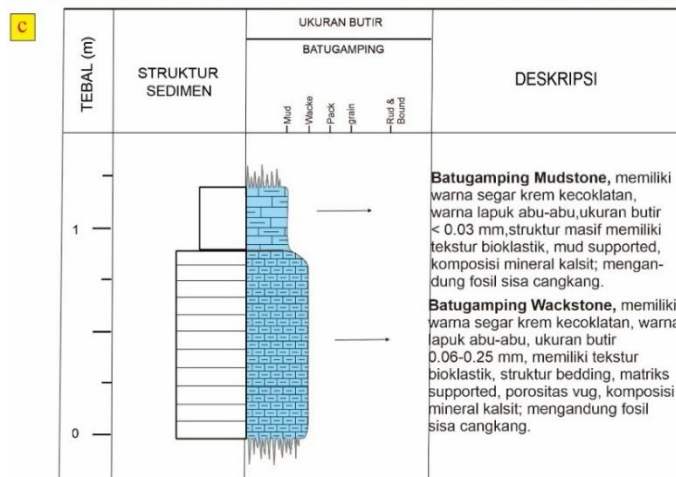 c
TEBAL (m)
STRUKTUR
SEDIMEN
UKURAN BUTIR
BATUGAMPING
Mud
Wacke
Pack
grain
Rud &
Bound
DESKRIPSI
1
0
Batugamping Mudstone, memiliki
warna segar krem kecoklatan,
warna lapuk abu-abu,ukuran butir
< 0.03 mm,struktur masif memiliki
tekstur bioklastik, mud supported,
komposisi mineral kalsit; mengan-
dung fosil sisa cangkang.
Batugamping Wackstone, memiliki
warna segar krem kecoklatan, warna
lapuk abu-abu, ukuran butir
0.06-0.25 mm, memiliki tekstur
bioklastik, struktur bedding, matriks
supported, porositas vug, komposisi
mineral kalsit; mengandung fosil
sisa cangkang.